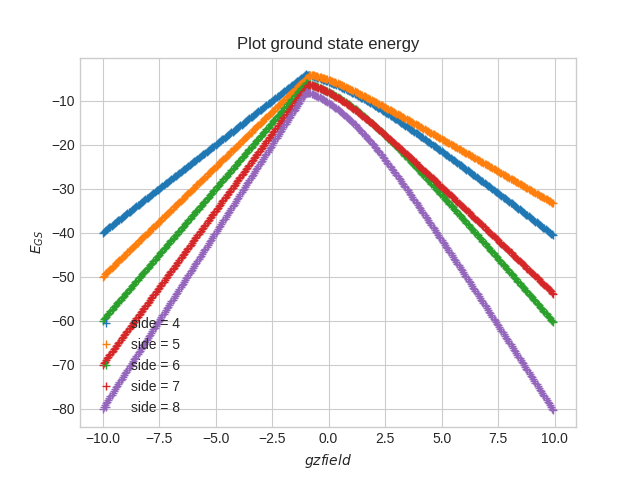 Plot ground state energy
E_GS
−10
−20
−30
−40
−50
−60
−70
−80
side = 4
side = 5
side = 6
side = 7
side = 8
−10.0 −7.5 −5.0 −2.5 0.0 2.5 5.0 7.5 10.0
gzfield